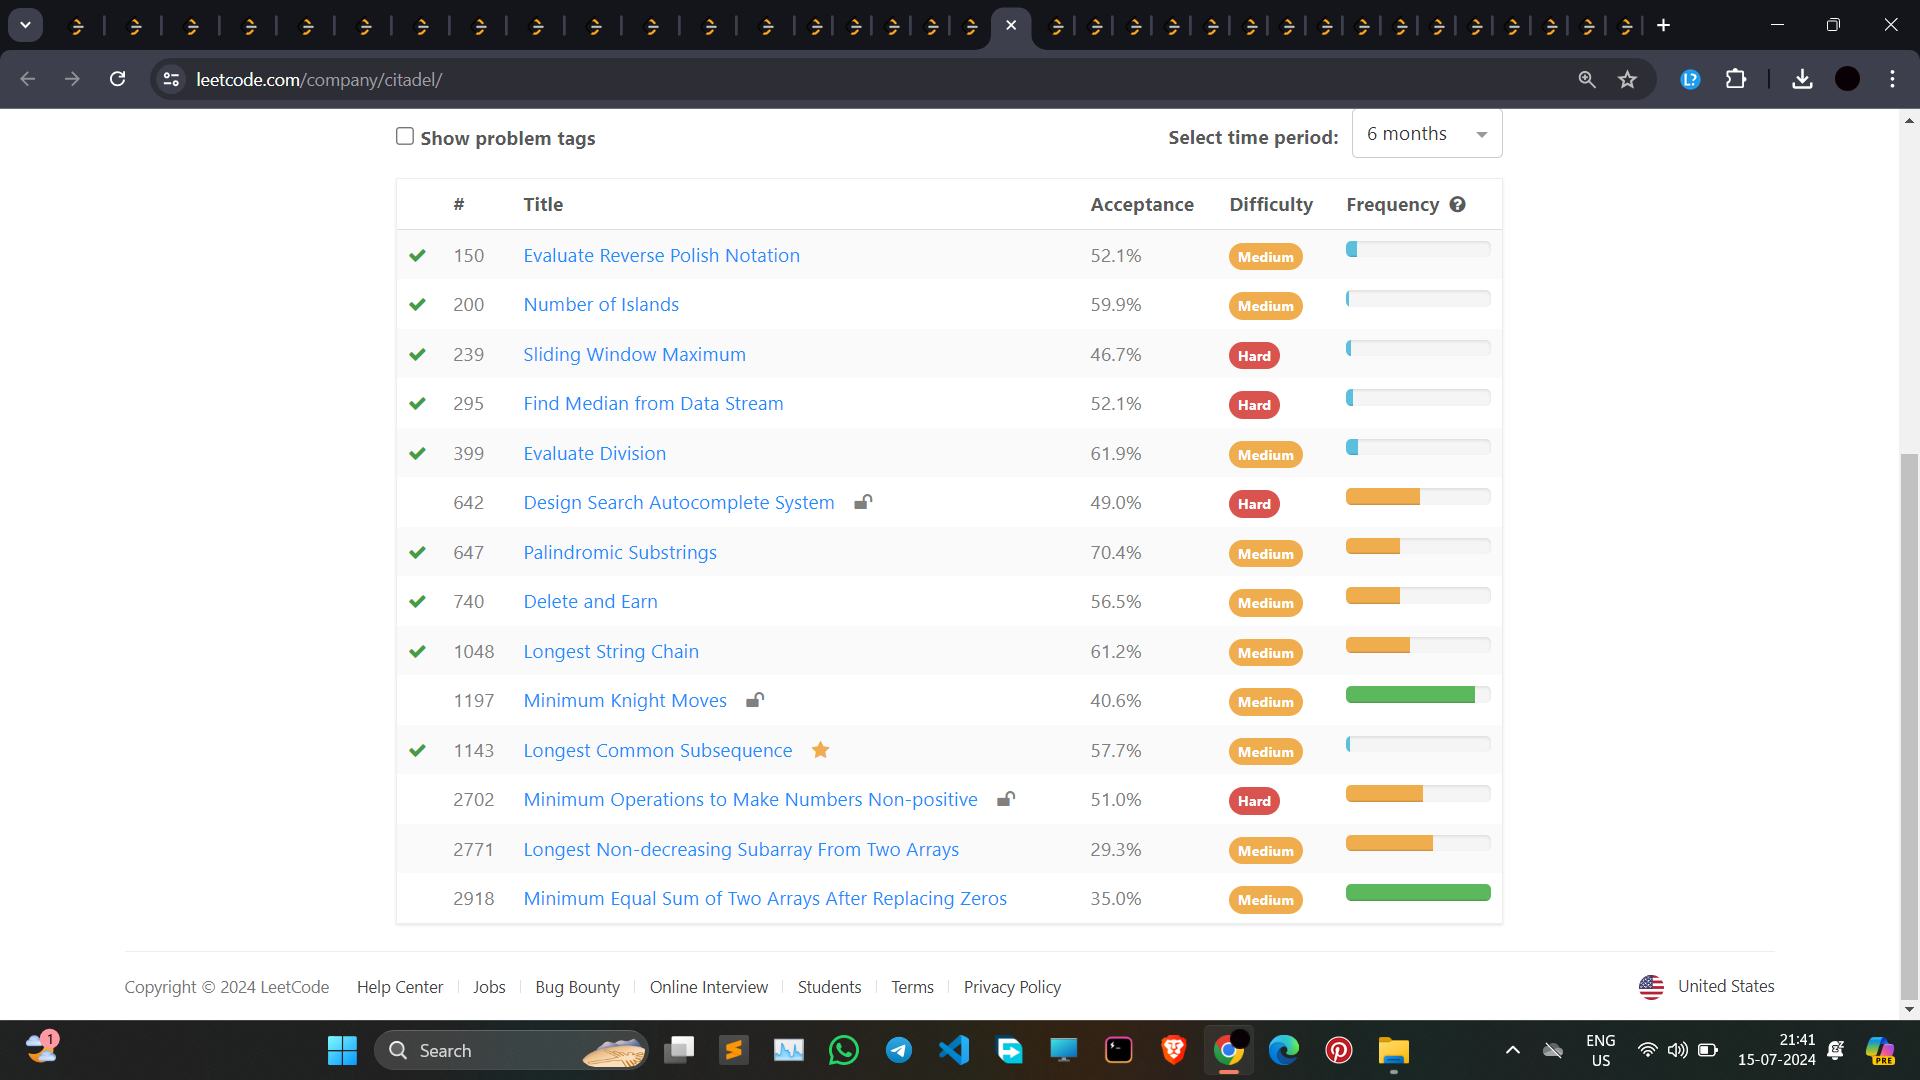 leetcode.com/company/citadel/
Show problem tags
Select time period: 6 months
# Title Acceptance Difficulty Frequency
150 Evaluate Reverse Polish Notation 52.1% Medium
200 Number of Islands 59.9% Medium
239 Sliding Window Maximum 46.7% Hard
295 Find Median from Data Stream 52.1% Hard
399 Evaluate Division 61.9% Medium
642 Design Search Autocomplete System 49.0% Hard
647 Palindromic Substrings 70.4% Medium
740 Delete and Earn 56.5% Medium
1048 Longest String Chain 61.2% Medium
1197 Minimum Knight Moves 40.6% Medium
1143 Longest Common Subsequence 57.7% Medium
2702 Minimum Operations to Make Numbers Non-positive 51.0% Hard
2771 Longest Non-decreasing Subarray From Two Arrays 29.3% Medium
2918 Minimum Equal Sum of Two Arrays After Replacing Zeros 35.0% Medium
Copyright © 2024 LeetCode Help Center Jobs Bug Bounty Online Interview Students Terms Privacy Policy United States
1 Search ENG 21:41
US 15-07-2024 PRE